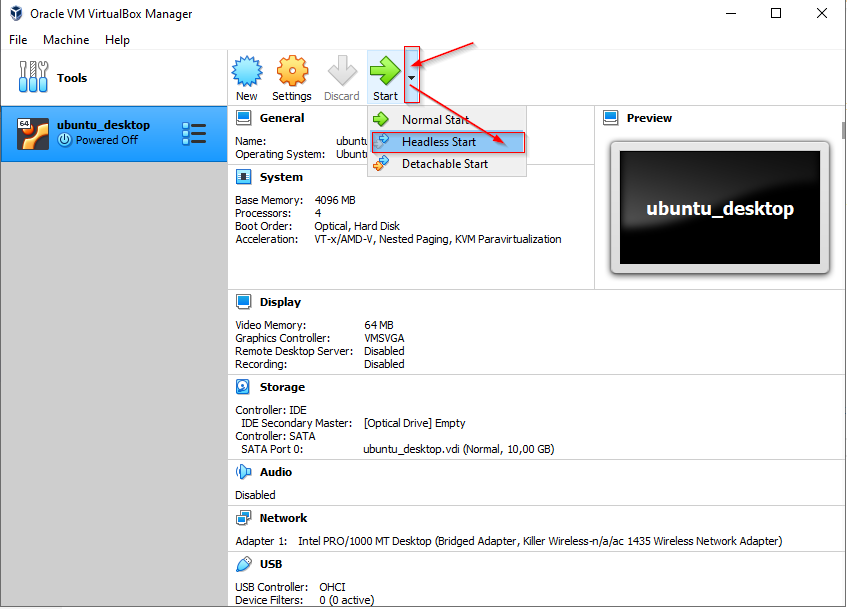 Oracle VM VirtualBox Manager
File Machine Help
Tools
New Settings Discard Start
64
ubuntu_desktop
Powered Off
Normal Start
Headless Start
Detachable Start
General
Name: ubuntu
Operating System: Ubunt
System
Base Memory: 4096 MB
Processors: 4
Boot Order: Optical, Hard Disk
Acceleration: VT-x/AMD-V, Nested Paging, KVM Paravirtualization
Preview
ubuntu_desktop
Display
Video Memory: 64 MB
Graphics Controller: VMSVGA
Remote Desktop Server: Disabled
Recording: Disabled
Storage
Controller: IDE
IDE Secondary Master: [Optical Drive] Empty
Controller: SATA
SATA Port 0: ubuntu_desktop.vdi (Normal, 10,00 GB)
Audio
Disabled
Network
Adapter 1: Intel PRO/1000 MT Desktop (Bridged Adapter, Killer Wireless-n/a/ac 1435 Wireless Network Adapter)
USB
USB Controller: OHCI
Device Filters: 0 (0 active)